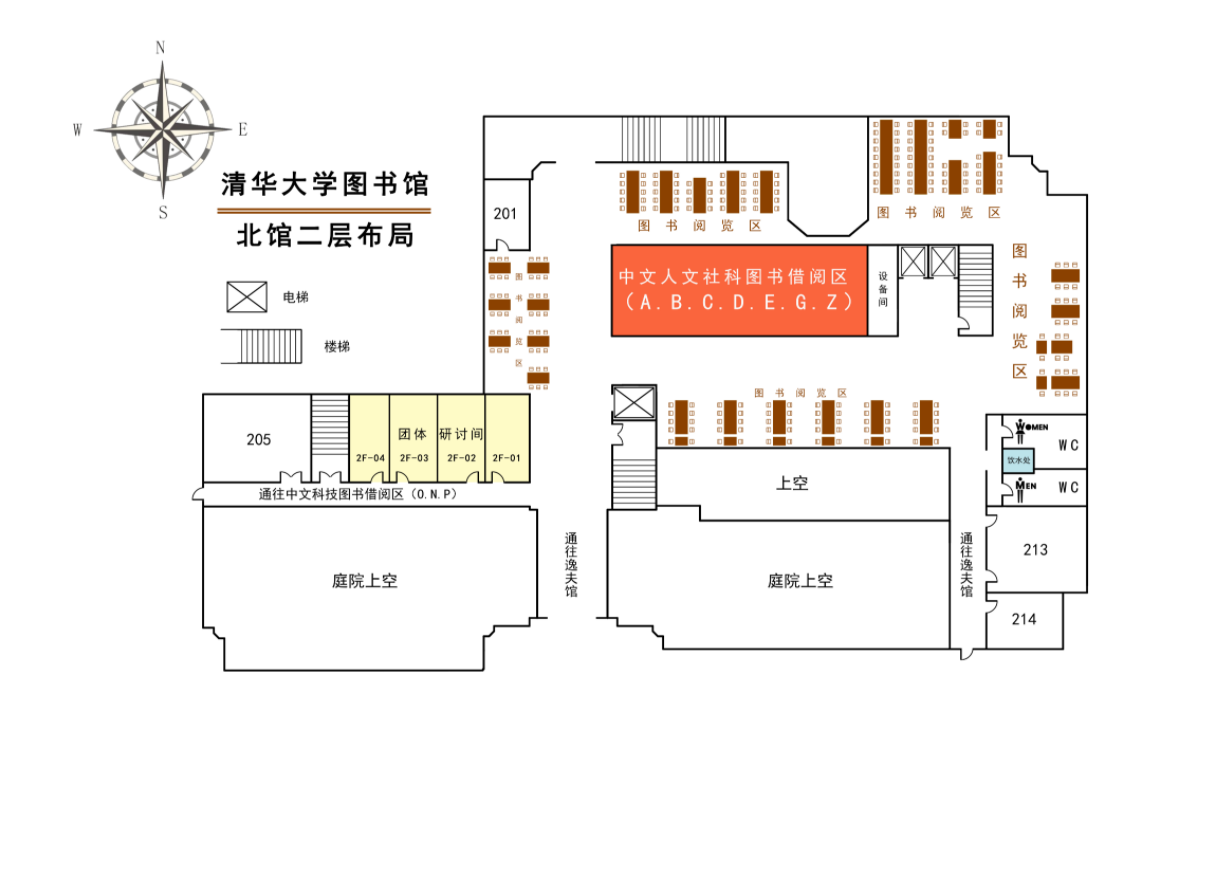 N
W
E
S
清华大学图书馆
北馆二层布局
电梯
楼梯
201
图书阅览区
图书阅览区
图书阅览区
中文人文社科图书借阅区
(A.B.C.D.E.G.Z)
设备间
图书阅览区
图书阅览区
205
团体
研讨间
2F-04
2F-03
2F-02
2F-01
通往中文科技图书借阅区(O.N.P)
WOMEN
WC
饮水处
MEN
WC
上空
庭院上空
通往逸夫馆
庭院上空
通往逸夫馆
213
214